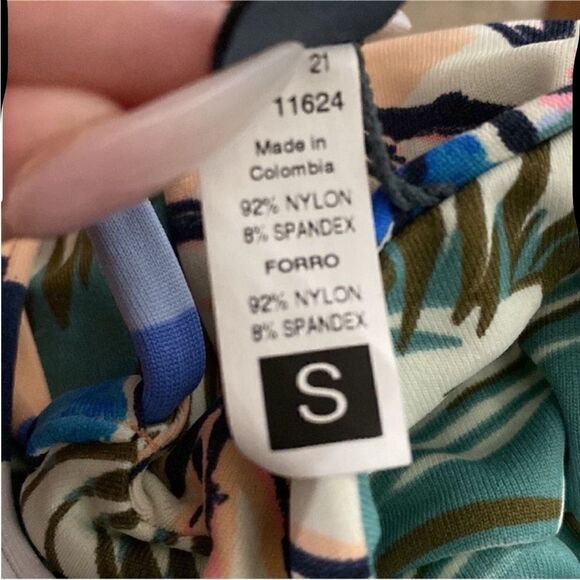 21
11624
Made in
Colombia
92% NYLON
8% SPANDEX
FORRO
92% NYLON
8% SPANDEX
S